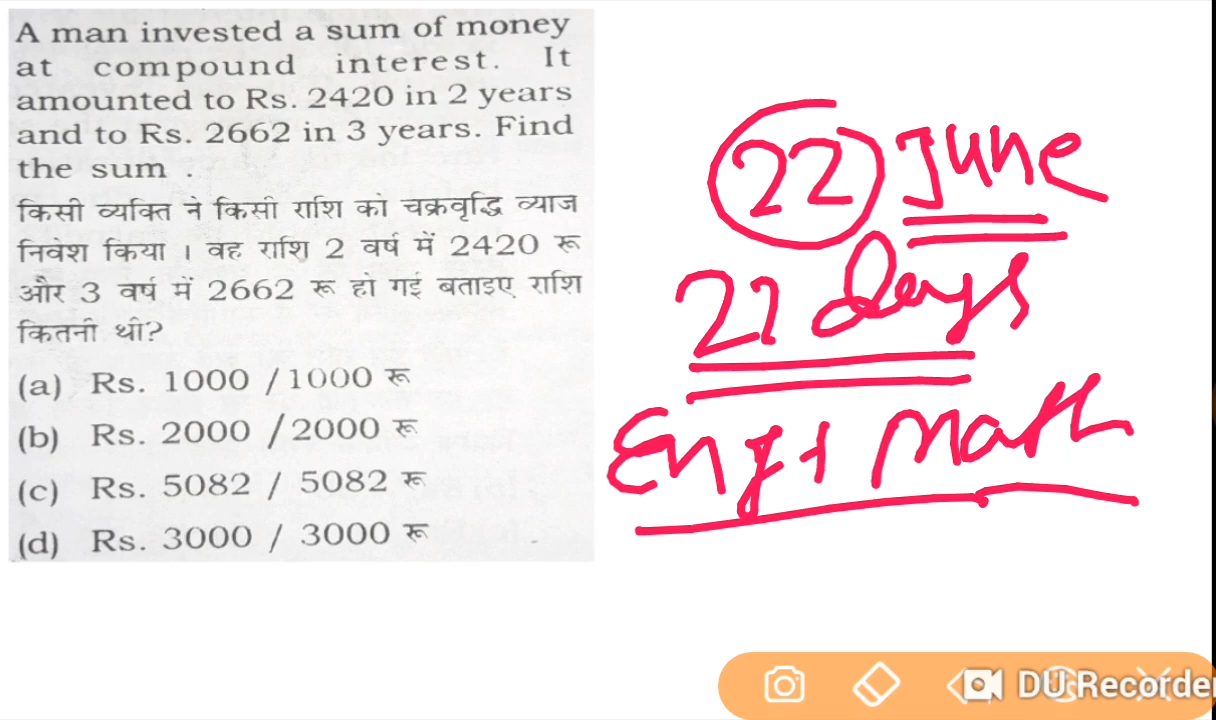 A man invested a sum of money
at compound interest. It
amounted to Rs. 2420 in 2 years
and to Rs. 2662 in 3 years. Find
the sum .
किसी व्यक्ति ने किसी राशि को चक्रवृद्धि व्याज
निवेश किया । वह राशि 2 वर्ष में 2420 रू
और 3 वर्ष में 2662 रू हो गई बताइए राशि
कितनी थी?
(a) Rs. 1000 / 1000 रू
(b) Rs. 2000 / 2000 रू
(c) Rs. 5082 / 5082 रू
(d) Rs. 3000 / 3000 रू
22 June
days
Eng + Math
DU Recorde